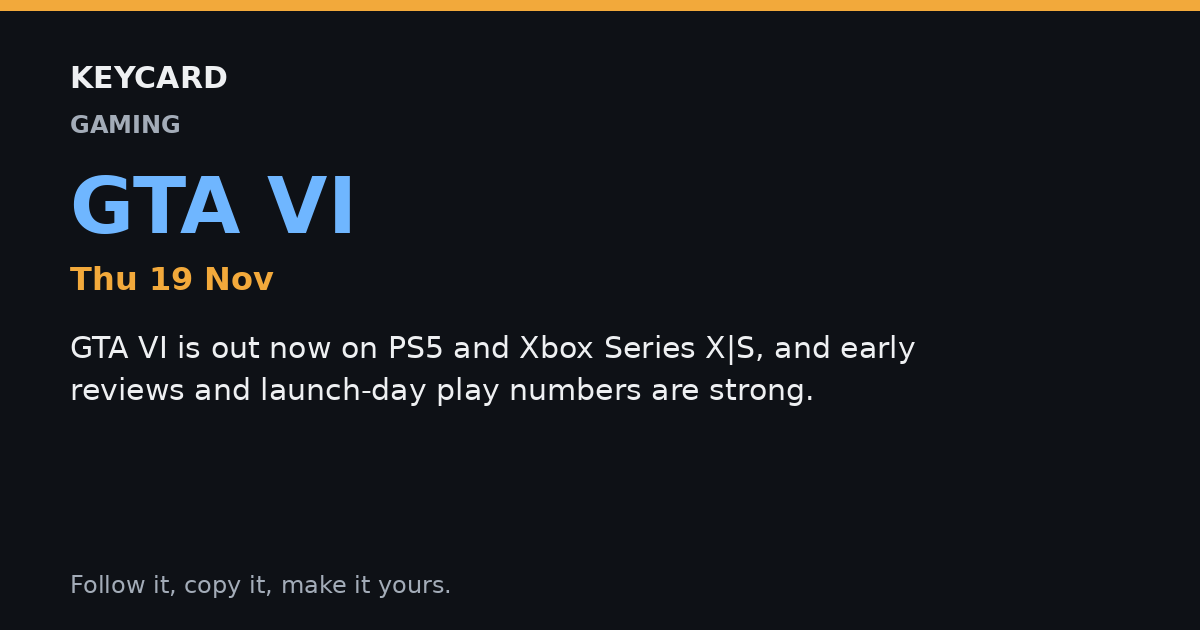 KEYCARD
GAMING
GTA VI
Thu 19 Nov
GTA VI is out now on PS5 and Xbox Series X|S, and early
reviews and launch-day play numbers are strong.
Follow it, copy it, make it yours.